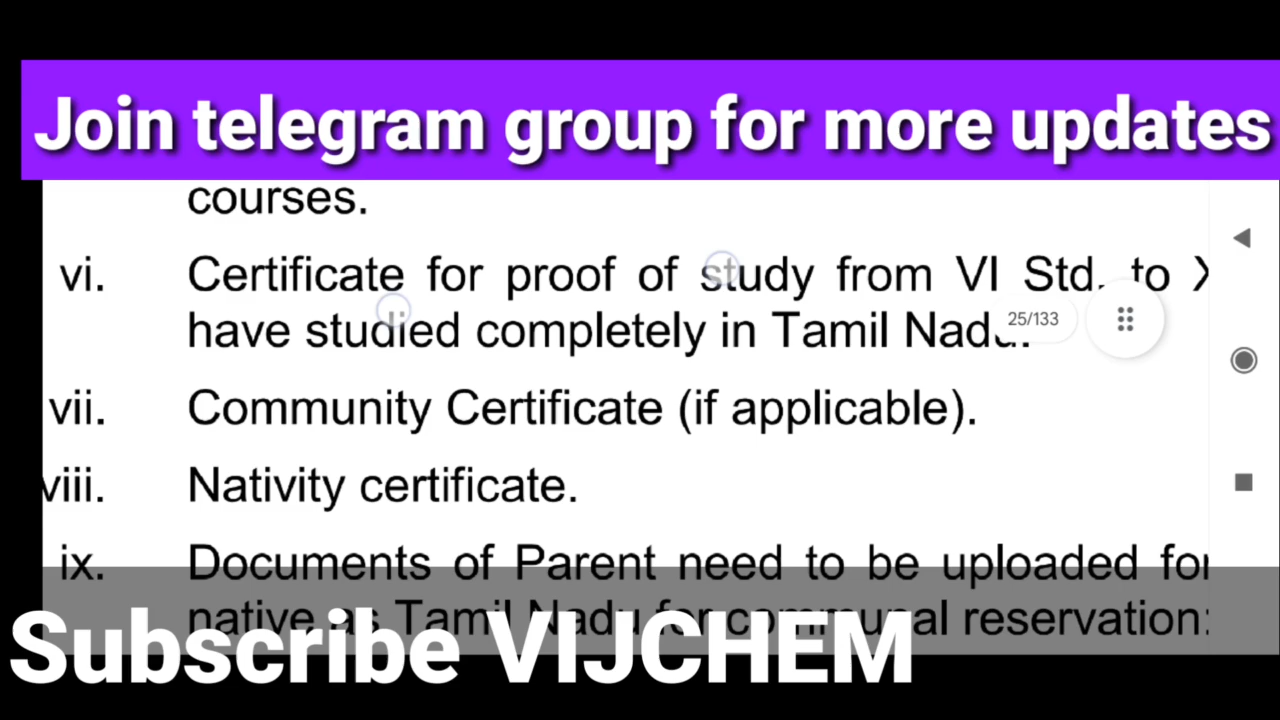 Join telegram group for more updates
courses.
vi. Certificate for proof of study from VI Std. to X
have studied completely in Tamil Nadu.
25/133
vii. Community Certificate (if applicable).
viii. Nativity certificate.
ix. Documents of Parent need to be uploaded for
native as Tamil Nadu for communal reservation:
Subscribe VIJCHEM